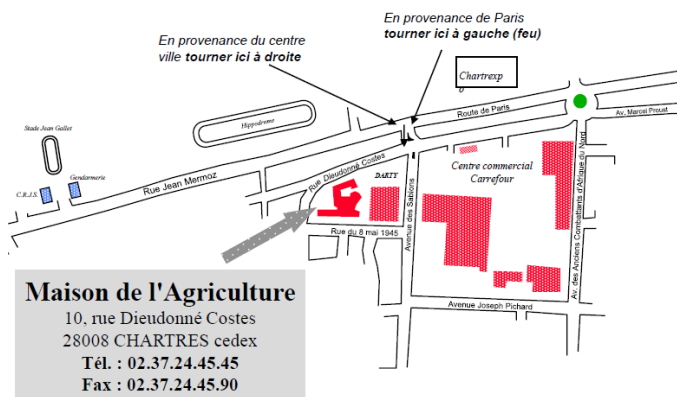 En provenance du centre
ville tourner ici à droite
En provenance de Paris
tourner ici à gauche (feu)
Chartrexp
o
Route de Paris
Av. Marcel Proust
Stade Jean Gallet
Hippodrome
Gendarmerie
C.R.J.S.
Rue Jean Mermoz
Rue Dieudonné Costes
DARTY
Centre commercial
Carrefour
Avenue des Sablons
Rue du 8 mai 1945
Av. des Anciens Combattants d'Afrique du Nord
Avenue Joseph Pichard
Maison de l'Agriculture
10, rue Dieudonné Costes
28008 CHARTRES cedex
Tél. : 02.37.24.45.45
Fax : 02.37.24.45.90